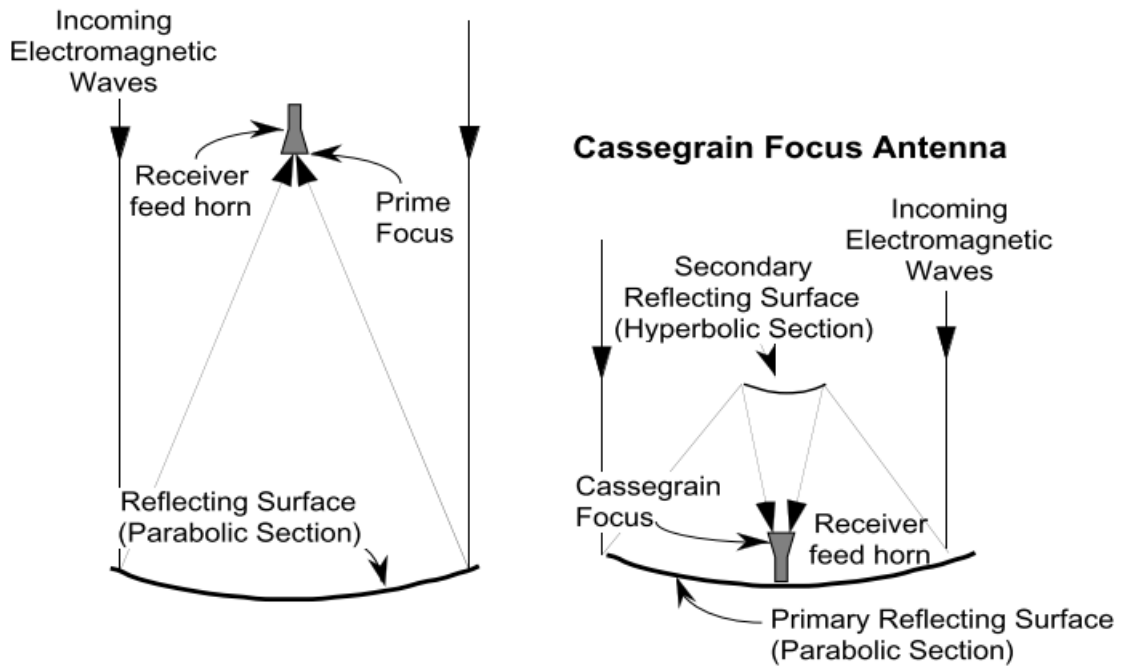 Incoming
Electromagnetic
Waves
Receiver
feed horn
Prime
Focus
Reflecting Surface
(Parabolic Section)
Cassegrain Focus Antenna
Incoming
Electromagnetic
Waves
Secondary
Reflecting Surface
(Hyperbolic Section)
Cassegrain
Focus
Receiver
feed horn
Primary Reflecting Surface
(Parabolic Section)